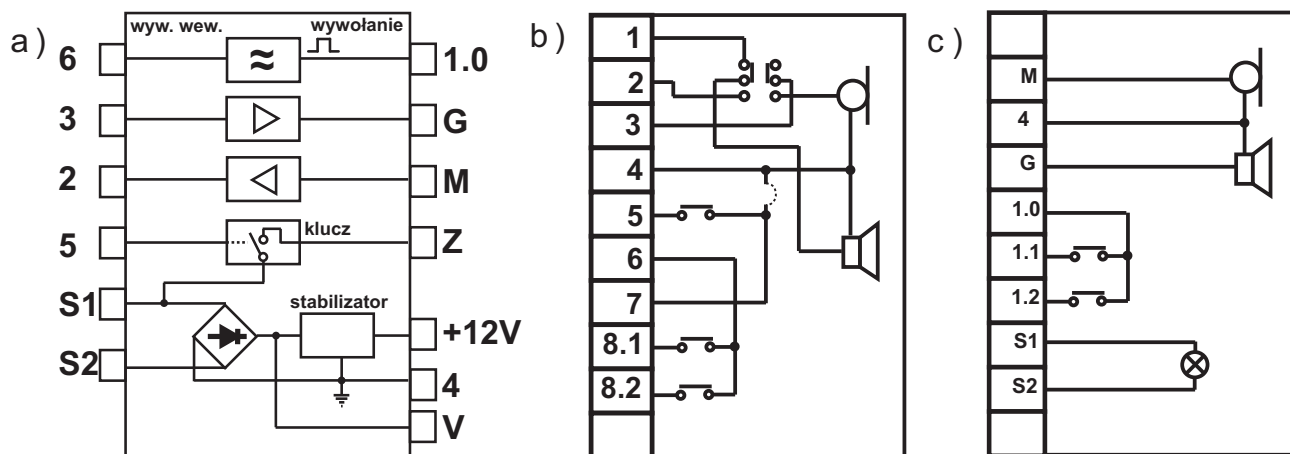 a)
wyw. wew.
wywołanie
6
≈
1.0
3
G
2
M
5
klucz
Z
S1
stabilizator
+12V
S2
4
V
b)
1
2
3
4
5
6
7
8.1
8.2
c)
M
4
G
1.0
1.1
1.2
S1
S2